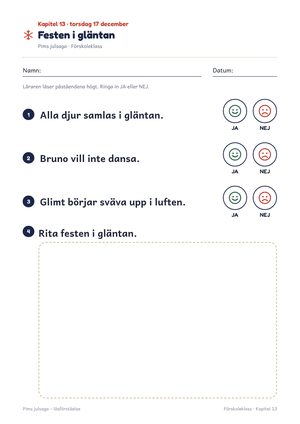 Kapitel 13 · torsdag 17 december
Festen i gläntan
Pims julsaga · Förskoleklass
Namn:
Datum:
Läraren läser påståendena högt. Ringa in JA eller NEJ.
1 Alla djur samlas i gläntan.
JA NEJ
2 Bruno vill inte dansa.
JA NEJ
3 Glimt börjar sväva upp i luften.
JA NEJ
4 Rita festen i gläntan.
Pims julsaga – läsförståelse
Förskoleklass · Kapitel 13